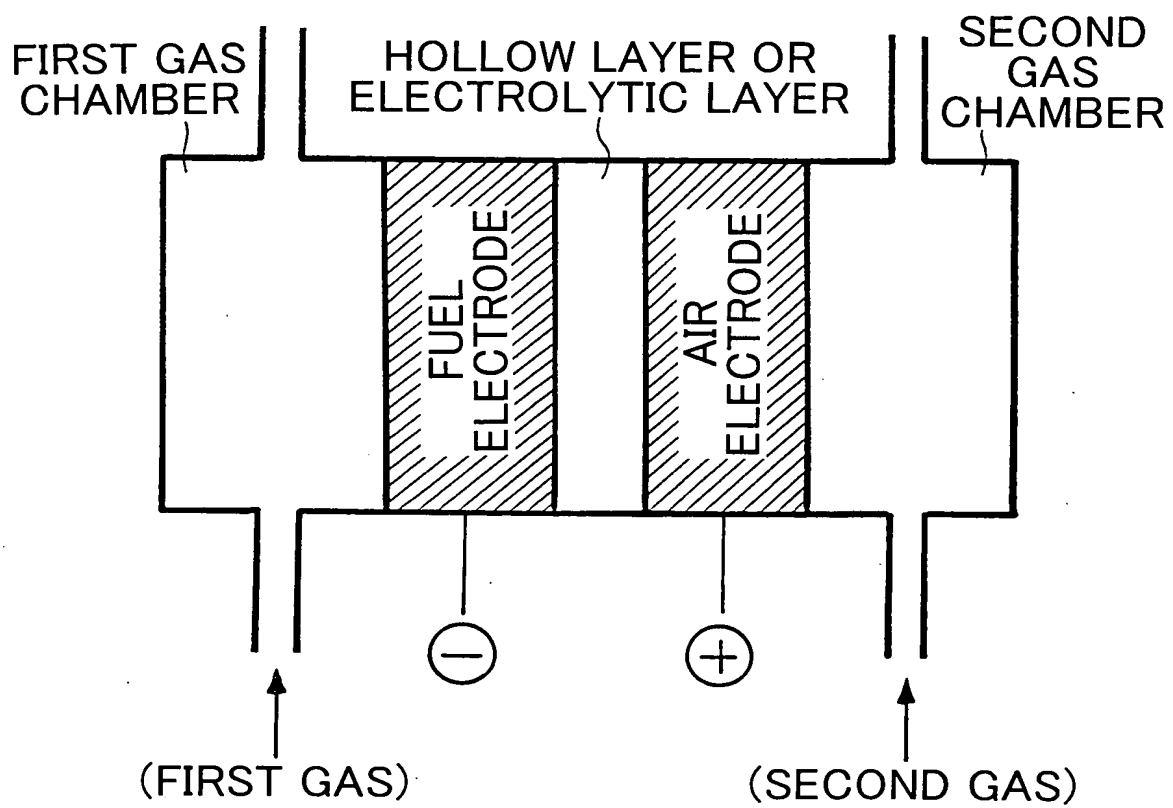 FIRST GAS
CHAMBER
HOLLOW LAYER OR
ELECTROLYTIC LAYER
SECOND
GAS
CHAMBER
FUEL
ELECTRODE
AIR
ELECTRODE
−
+
(FIRST GAS)
(SECOND GAS)